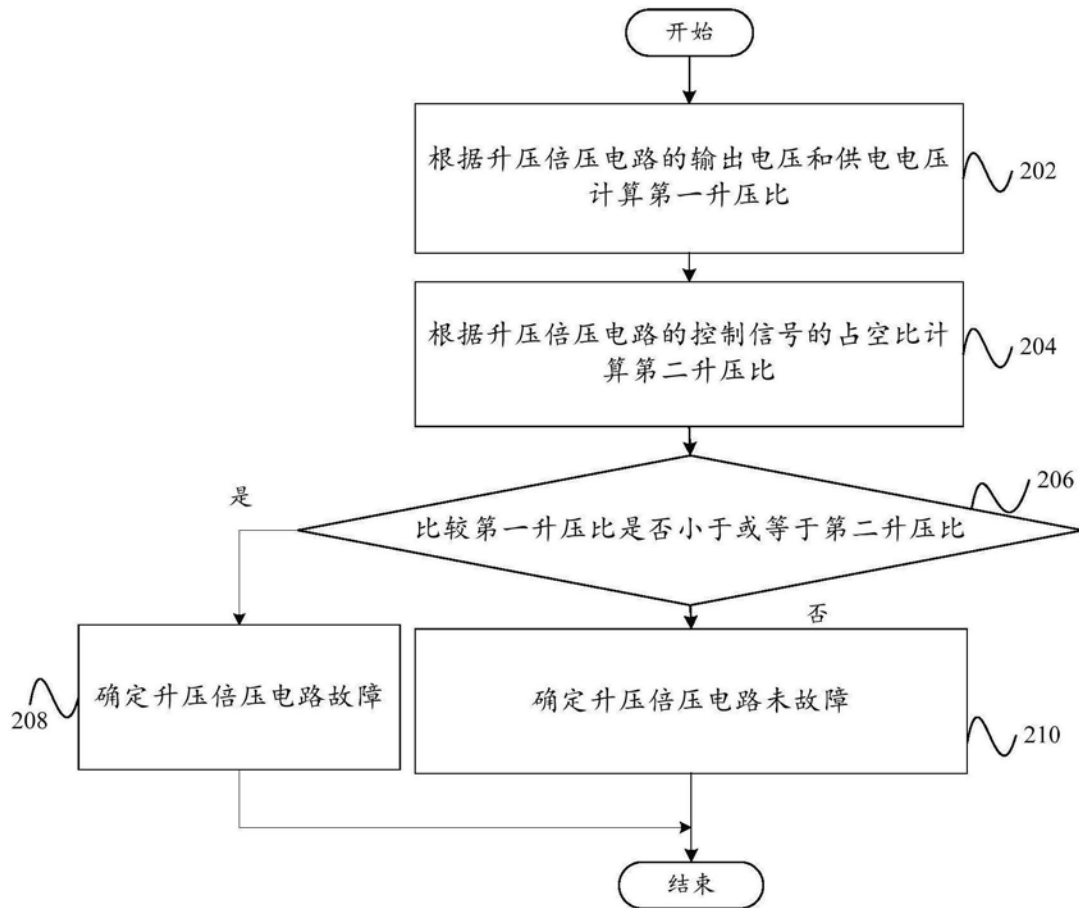 开始
根据升压倍压电路的输出电压和供电电压
计算第一升压比
202
根据升压倍压电路的控制信号的占空比计
算第二升压比
204
206
是
比较第一升压比是否小于或等于第二升压比
否
确定升压倍压电路故障
208
确定升压倍压电路未故障
210
结束